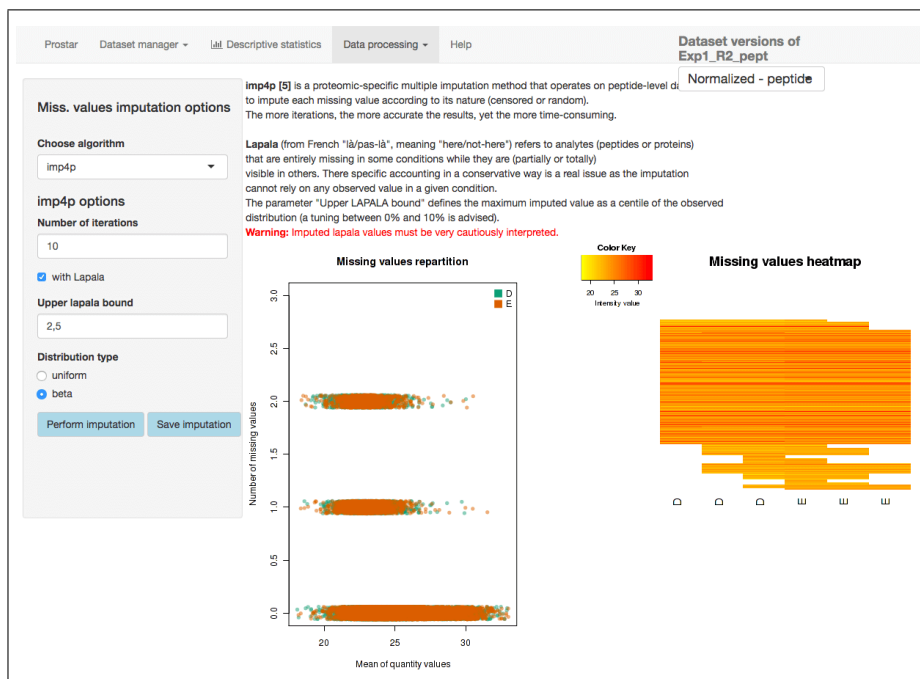 Prostar Dataset manager Descriptive statistics Data processing Help
Dataset versions of
Exp1_R2_pept
Normalized - peptide
Miss. values imputation options
Choose algorithm
imp4p
imp4p options
Number of iterations
10
with Lapala
Upper lapala bound
2,5
Distribution type
uniform
beta
Perform imputation Save imputation
imp4p [5] is a proteomic-specific multiple imputation method that operates on peptide-level
to impute each missing value according to its nature (censored or random).
The more iterations, the more accurate the results, yet the more time-consuming.
Lapala (from French "là/pas-là", meaning "here/not-here") refers to analytes (peptides or proteins)
that are entirely missing in some conditions while they are (partially or totally)
visible in others. There specific accounting in a conservative way is a real issue as the imputation
cannot rely on any observed value in a given condition.
The parameter "Upper LAPALA bound" defines the maximum imputed value as a centile of the observed
distribution (a tuning between 0% and 10% is advised).
Warning: Imputed lapala values must be very cautiously interpreted.
Missing values repartition
D
E
Number of missing values
3.0
2.5
2.0
1.5
1.0
0.5
0.0
20 25 30
Mean of quantity values
Color Key
20 25 30
Intensity value
Missing values heatmap
D D D E E E